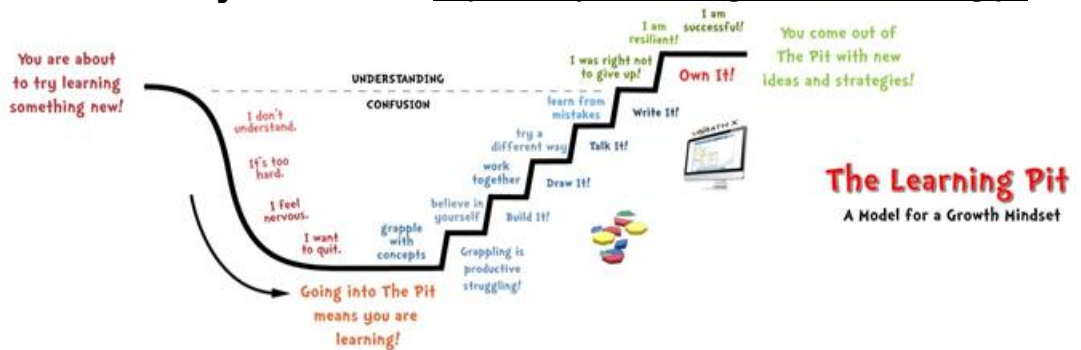 You are about
to try learning
something new!
UNDERSTANDING
CONFUSION
I don't
understand.
It's too
hard.
I feel
nervous.
I want
to quit.
Going into The Pit
means you are
learning!
grapple
with
concepts
Grappling is
productive
struggling!
believe in
yourself
Build It!
work
together
Draw It!
try a
different way
Talk It!
learn from
mistakes
Write It!
I was right not
to give up!
Own It!
I am
resilient!
I am
successful!
You come out of
The Pit with new
ideas and strategies!
The Learning Pit
A Model for a Growth Mindset